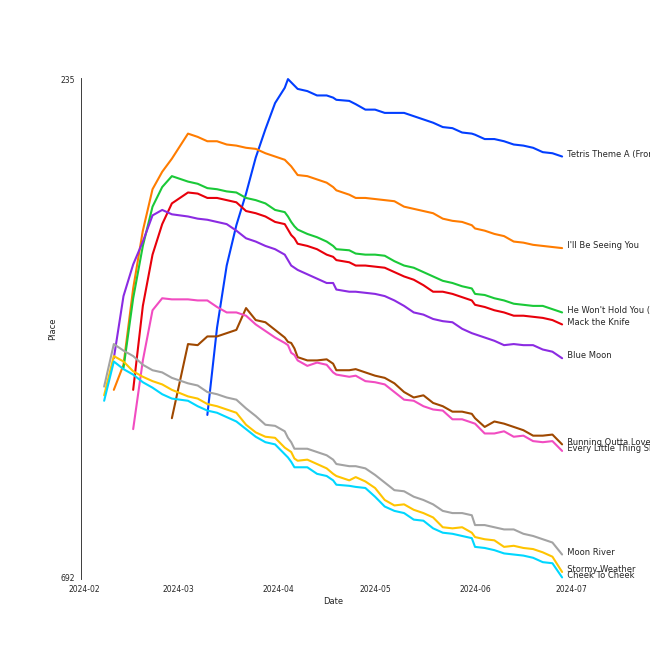 235
Tetris Theme A (Fro
I'll Be Seeing You
He Won't Hold You (
Mack the Knife
Place
Blue Moon
Running Outta Love
Every Little Thing S
Moon River
Stormy Weather
Cheek To Cheek
692
2024-02 2024-03 2024-04 2024-05 2024-06 2024-07
Date